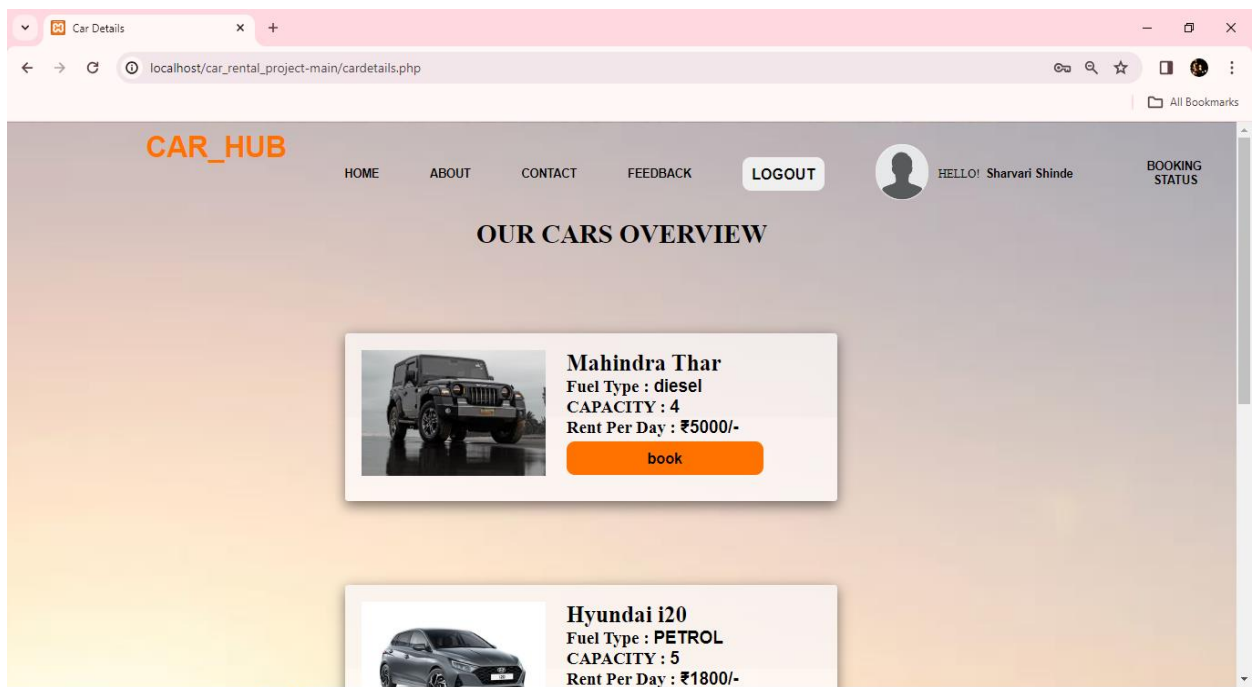 Car Details
localhost/car_rental_project-main/cardetails.php
All Bookmarks
CAR_HUB
HOME ABOUT CONTACT FEEDBACK LOGOUT HELLO! Sharvari Shinde BOOKING
STATUS
OUR CARS OVERVIEW
Mahindra Thar
Fuel Type : diesel
CAPACITY : 4
Rent Per Day : ₹5000/-
book
Hyundai i20
Fuel Type : PETROL
CAPACITY : 5
Rent Per Day : ₹1800/-